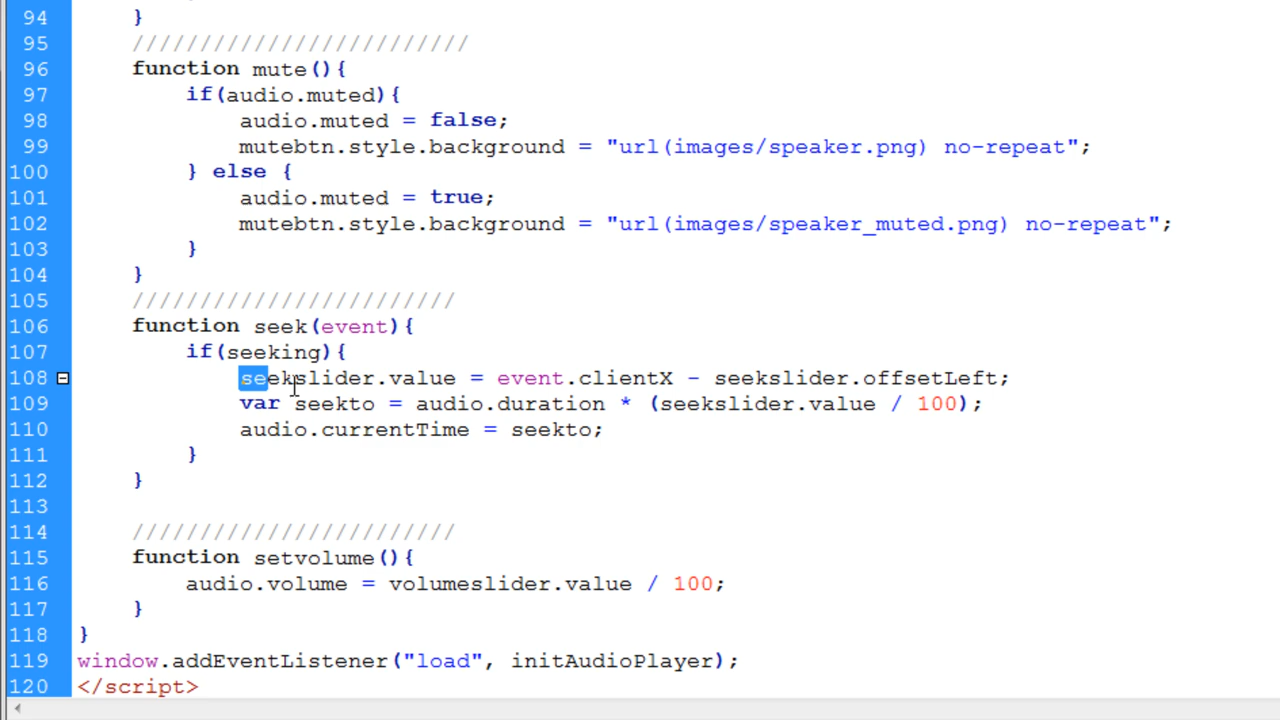 94 }
95 /////////////////////////
96 function mute(){
97 if(audio.muted){
98 audio.muted = false;
99 mutebtn.style.background = "url(images/speaker.png) no-repeat";
100 } else {
101 audio.muted = true;
102 mutebtn.style.background = "url(images/speaker_muted.png) no-repeat";
103 }
104 }
105 ////////////////////////
106 function seek(event){
107 if(seeking){
108 seekslider.value = event.clientX - seekslider.offsetLeft;
109 var seekto = audio.duration * (seekslider.value / 100);
110 audio.currentTime = seekto;
111 }
112 }
113
114 ////////////////////////
115 function setvolume(){
116 audio.volume = volumeslider.value / 100;
117 }
118 }
119 window.addEventListener("load", initAudioPlayer);
120 </script>